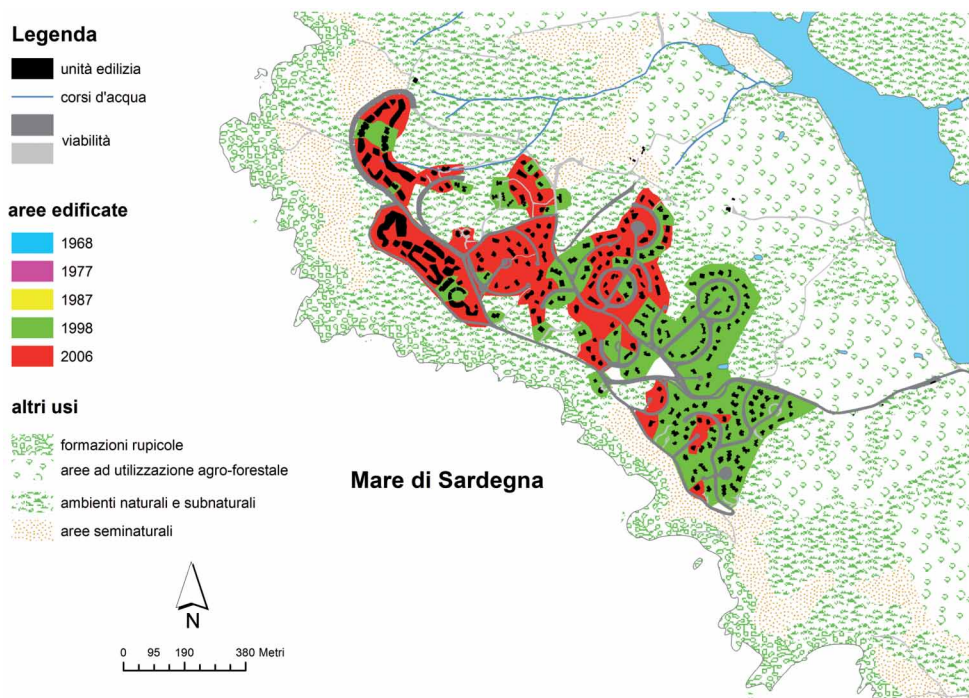 Legenda
unità edilizia
corsi d'acqua
viabilità
aree edificate
1968
1977
1987
1998
2006
altri usi
formazioni rupicole
aree ad utilizzazione agro-forestale
ambienti naturali e subnaturali
aree seminaturali
Mare di Sardegna
N
0 95 190 380 Metri